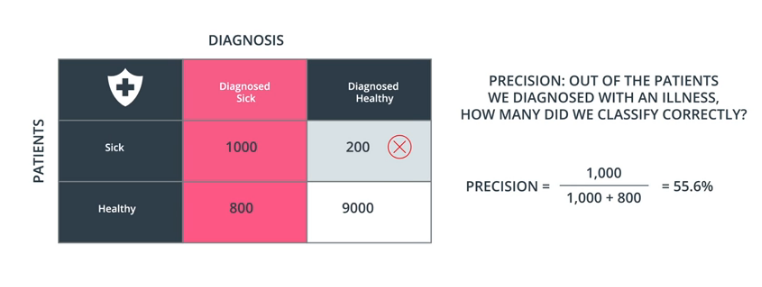 DIAGNOSIS
PATIENTS
Diagnosed
Sick
Diagnosed
Healthy
Sick
1000
200
Healthy
800
9000
PRECISION: OUT OF THE PATIENTS
WE DIAGNOSED WITH AN ILLNESS,
HOW MANY DID WE CLASSIFY CORRECTLY?
PRECISION = 1,000 / 1,000 + 800 = 55.6%